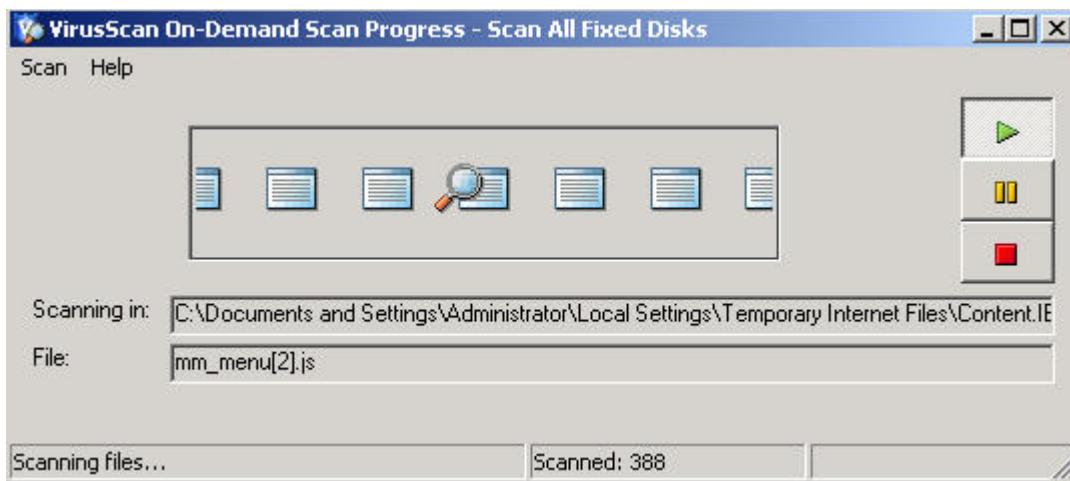 VirusScan On-Demand Scan Progress - Scan All Fixed Disks
Scan Help
Scanning in: C:\Documents and Settings\Administrator\Local Settings\Temporary Internet Files\Content.IE
File: mm_menu[2].js
Scanning files... Scanned: 388